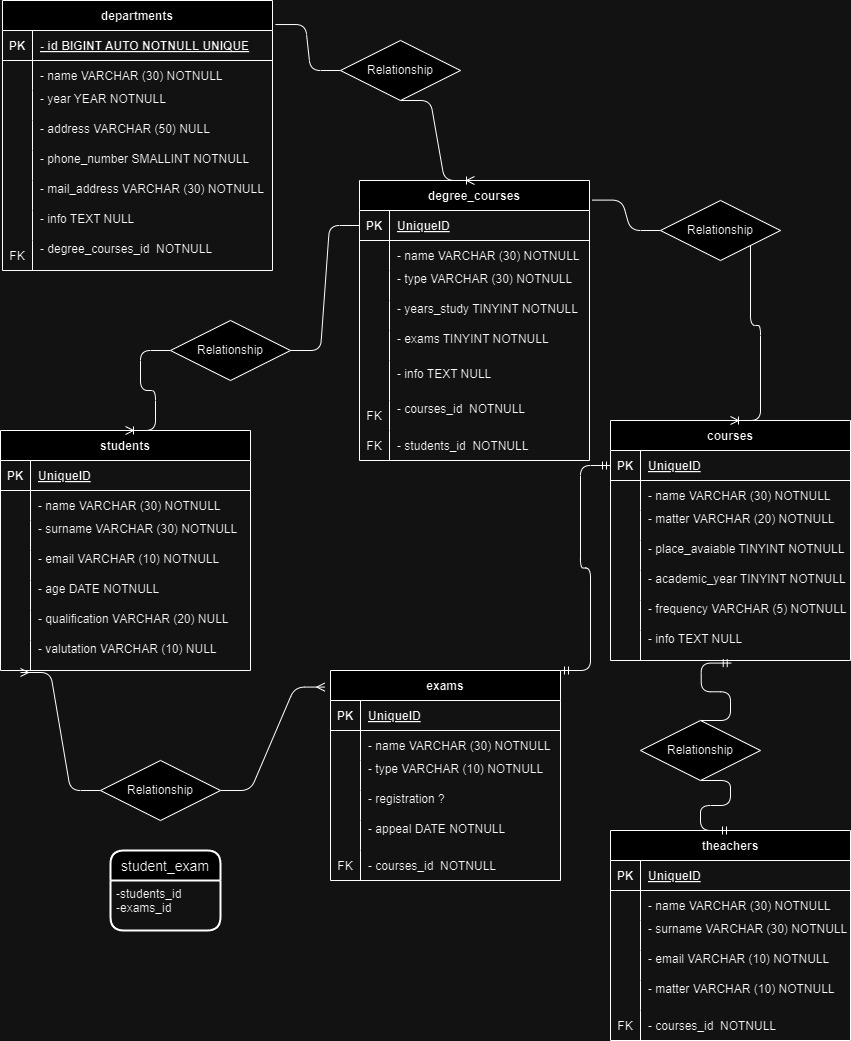 departments
PK - id BIGINT AUTO NOTNULL UNIQUE
- name VARCHAR (30) NOTNULL
- year YEAR NOTNULL
- address VARCHAR (50) NULL
- phone_number SMALLINT NOTNULL
- mail_address VARCHAR (30) NOTNULL
- info TEXT NULL
FK - degree_courses_id NOTNULL
Relationship
degree_courses
PK UniqueID
- name VARCHAR (30) NOTNULL
- type VARCHAR (30) NOTNULL
- years_study TINYINT NOTNULL
- exams TINYINT NOTNULL
- info TEXT NULL
FK - courses_id NOTNULL
FK - students_id NOTNULL
Relationship
Relationship
students
PK UniqueID
- name VARCHAR (30) NOTNULL
- surname VARCHAR (30) NOTNULL
- email VARCHAR (10) NOTNULL
- age DATE NOTNULL
- qualification VARCHAR (20) NULL
- valutation VARCHAR (10) NULL
courses
PK UniqueID
- name VARCHAR (30) NOTNULL
- matter VARCHAR (20) NOTNULL
- place_avaiable TINYINT NOTNULL
- academic_year TINYINT NOTNULL
- frequency VARCHAR (5) NOTNULL
- info TEXT NULL
exams
PK UniqueID
- name VARCHAR (30) NOTNULL
- type VARCHAR (10) NOTNULL
- registration ?
- appeal DATE NOTNULL
FK - courses_id NOTNULL
Relationship
Relationship
student_exam
-students_id
-exams_id
theachers
PK UniqueID
- name VARCHAR (30) NOTNULL
- surname VARCHAR (30) NOTNULL
- email VARCHAR (10) NOTNULL
- matter VARCHAR (10) NOTNULL
FK - courses_id NOTNULL